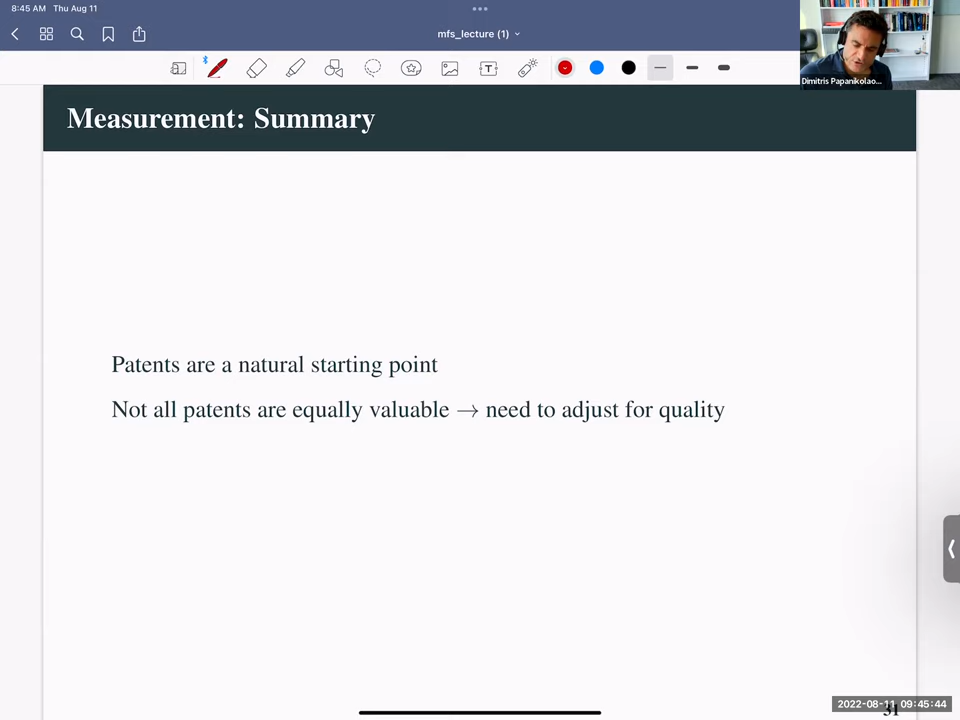 8:45 AM Thu Aug 11
mfs_lecture (1)
Dimitris Papanikolao...
Measurement: Summary
Patents are a natural starting point
Not all patents are equally valuable → need to adjust for quality
2022-08-11 09:45:44
31